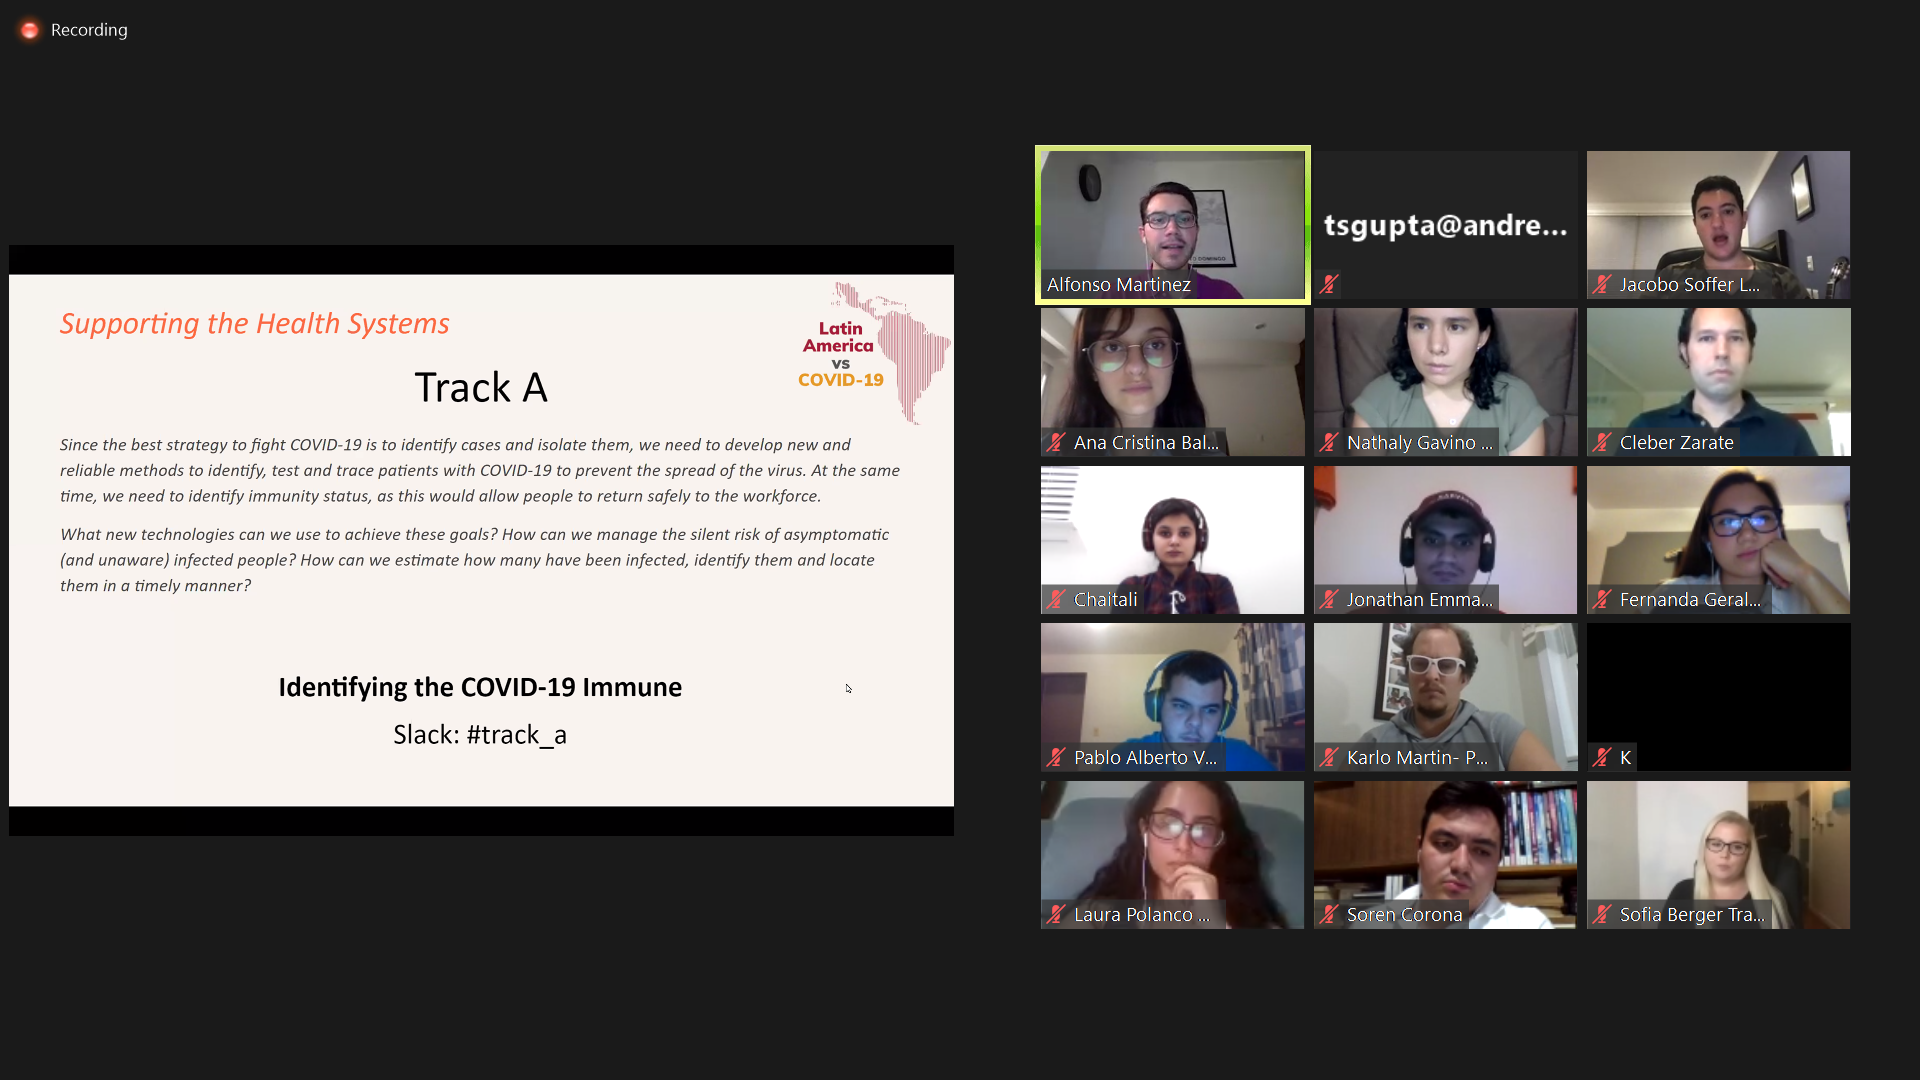 Recording
Supporting the Health Systems
Latin
America
vs
COVID-19
Track A
Since the best strategy to fight COVID-19 is to identify cases and isolate them, we need to develop new and
reliable methods to identify, test and trace patients with COVID-19 to prevent the spread of the virus. At the same
time, we need to identify immunity status, as this would allow people to return safely to the workforce.
What new technologies can we use to achieve these goals? How can we manage the silent risk of asymptomatic
(and unaware) infected people? How can we estimate how many have been infected, identify them and locate
them in a timely manner?
Identifying the COVID-19 Immune
Slack: #track_a
Alfonso Martinez
tsgupta@andre...
Jacobo Soffer L...
Ana Cristina Bal...
Nathaly Gavino ...
Cleber Zarate
Chaitali
Jonathan Emma...
Fernanda Geral...
Pablo Alberto V...
Karlo Martin- P...
K
Laura Polanco ...
Soren Corona
Sofia Berger Tra...